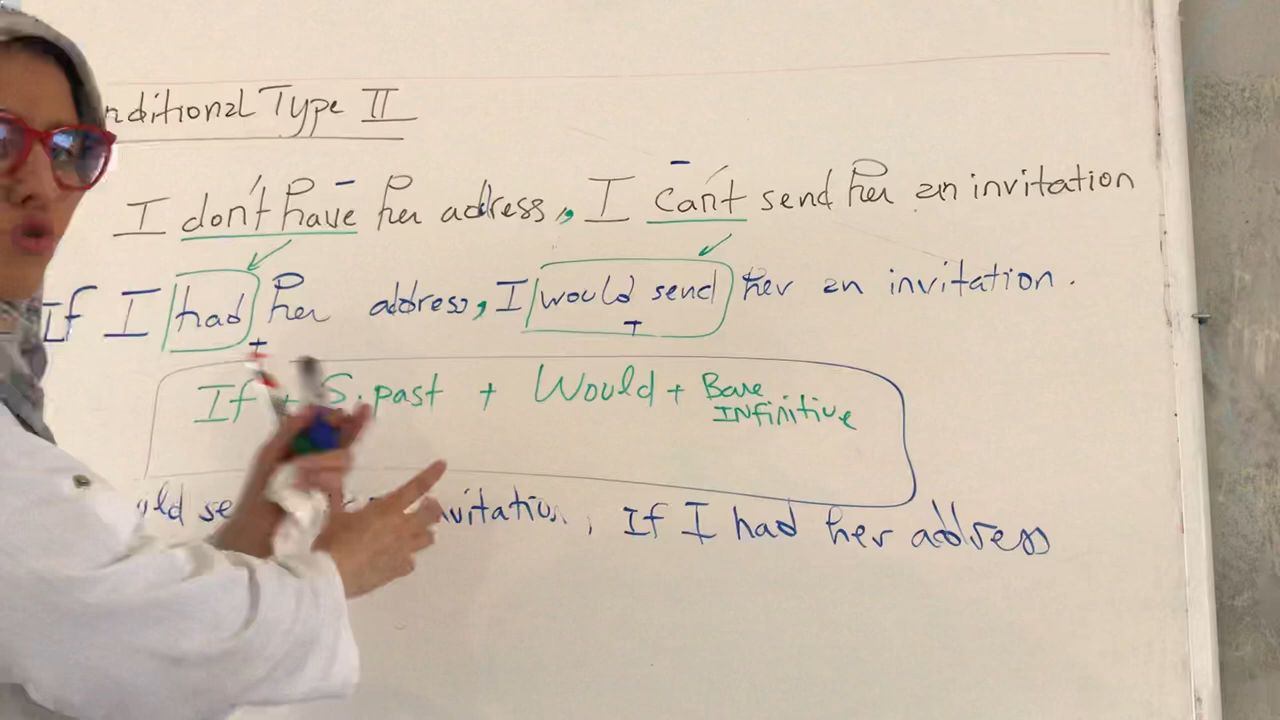 nditional Type II
I don't have her address, I can't send her an invitation
If I had her address, I would send her an invitation.
If + S. past + Would + Bare
INfinitive
uld se vitation, If I had her address